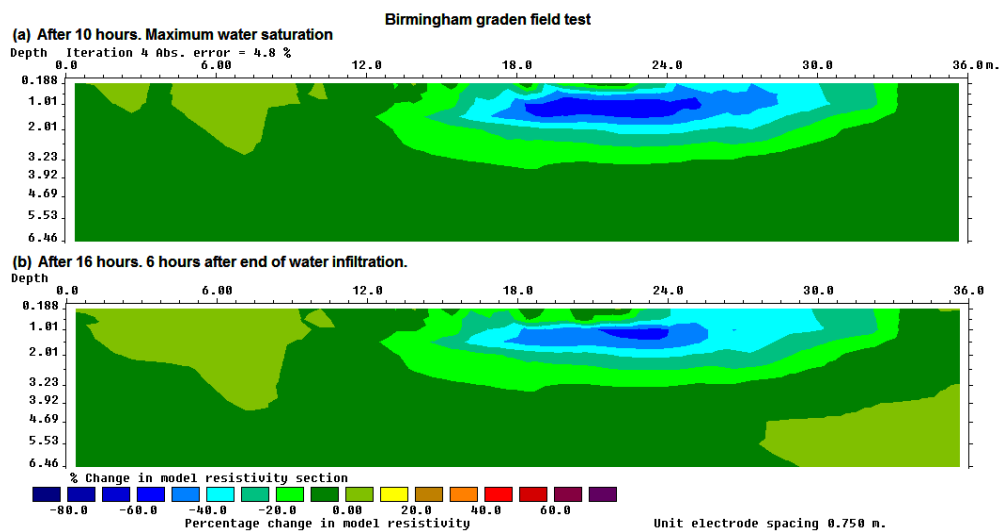 Birmingham graden field test
(a) After 10 hours. Maximum water saturation
Depth Iteration 4 Abs. error = 4.8 %
0.0 6.00 12.0 18.0 24.0 30.0 36.0 m.
0.188
1.01
2.01
3.23
3.92
4.69
5.53
6.46
(b) After 16 hours. 6 hours after end of water infiltration.
Depth
0.0 6.00 12.0 18.0 24.0 30.0 36.0
0.188
1.01
2.01
3.23
3.92
4.69
5.53
6.46
% Change in model resistivity section
-80.0 -60.0 -40.0 -20.0 0.00 20.0 40.0 60.0
Percentage change in model resistivity Unit electrode spacing 0.750 m.